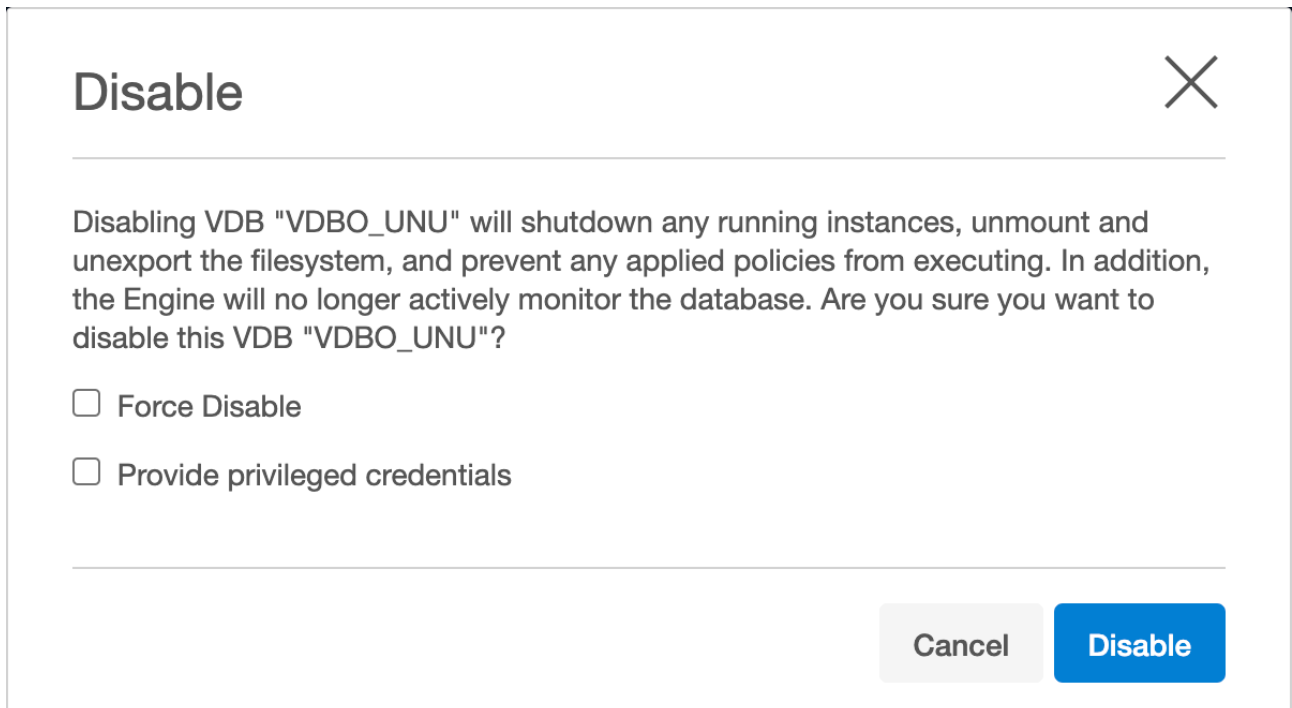 Disable
Disabling VDB "VDBO_UNU" will shutdown any running instances, unmount and
unexport the filesystem, and prevent any applied policies from executing. In addition,
the Engine will no longer actively monitor the database. Are you sure you want to
disable this VDB "VDBO_UNU"?
Force Disable
Provide privileged credentials
Cancel
Disable